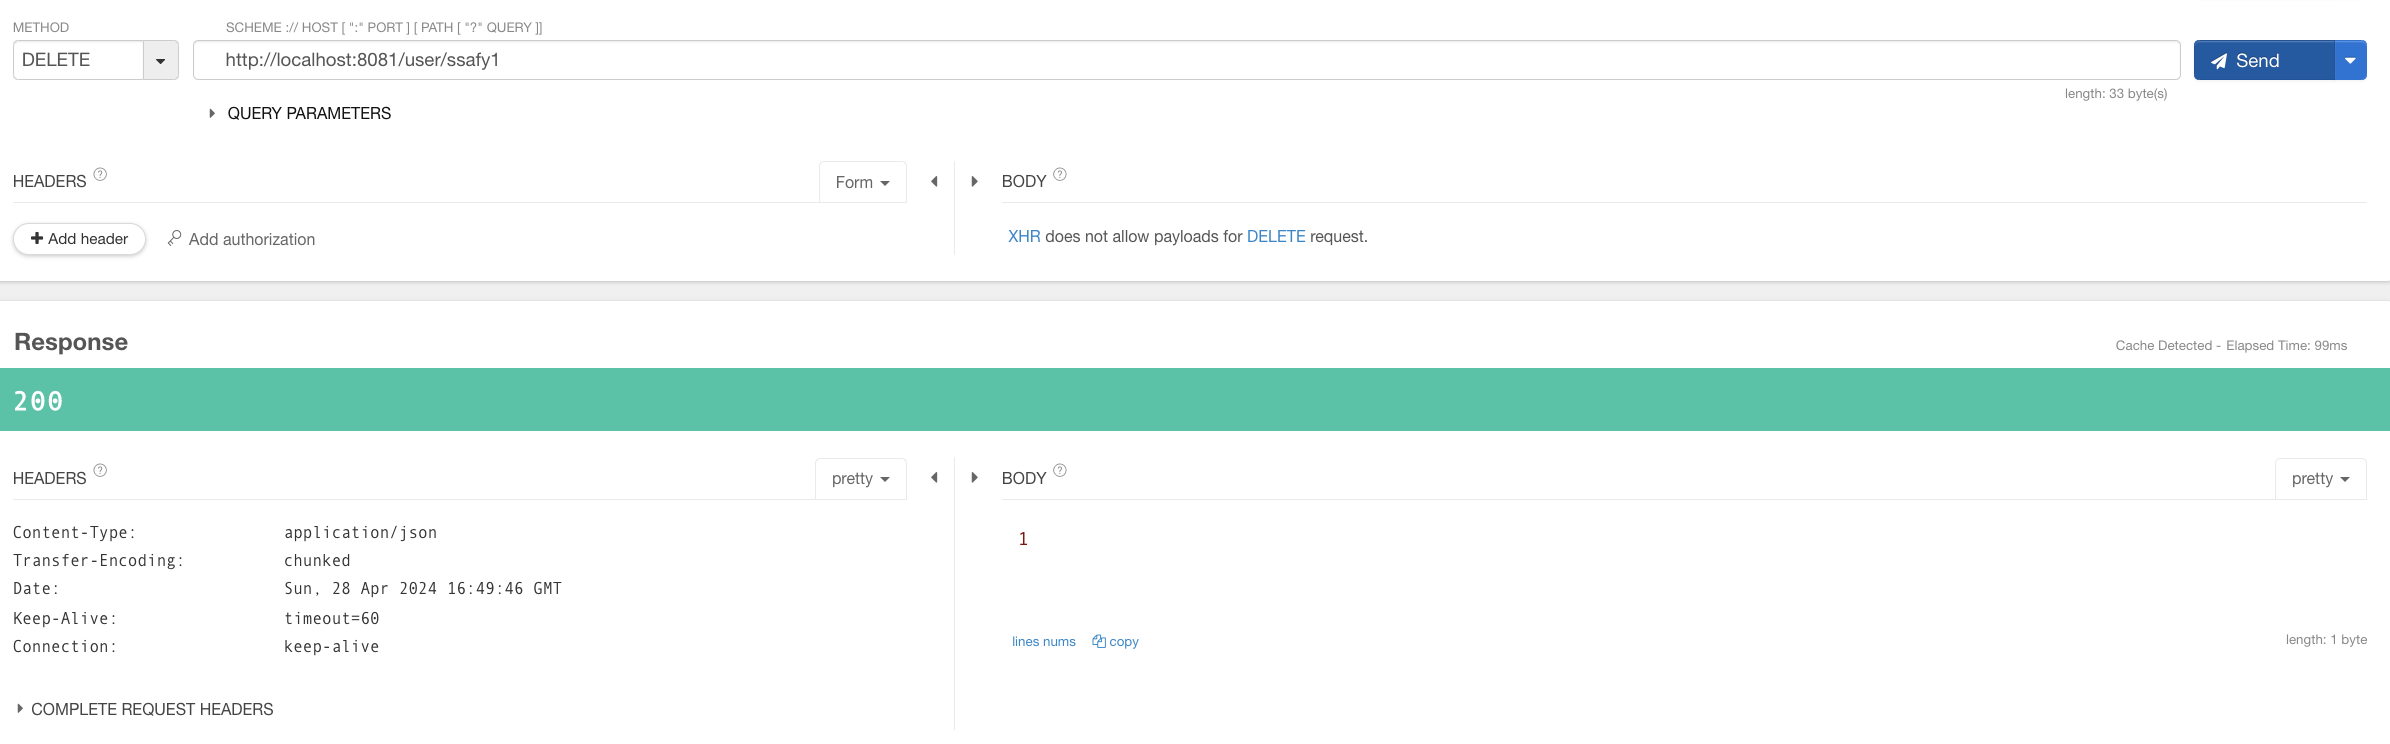 METHOD
SCHEME :// HOST [ ":" PORT ] [ PATH [ "?" QUERY ]]
DELETE
http://localhost:8081/user/ssafy1
Send
length: 33 byte(s)
QUERY PARAMETERS
HEADERS ?
Form
BODY ?
Add header
Add authorization
XHR does not allow payloads for DELETE request.
Response
Cache Detected - Elapsed Time: 99ms
200
HEADERS ?
pretty
BODY ?
pretty
Content-Type: application/json
Transfer-Encoding: chunked
Date: Sun, 28 Apr 2024 16:49:46 GMT
Keep-Alive: timeout=60
Connection: keep-alive
1
lines nums
copy
length: 1 byte
COMPLETE REQUEST HEADERS